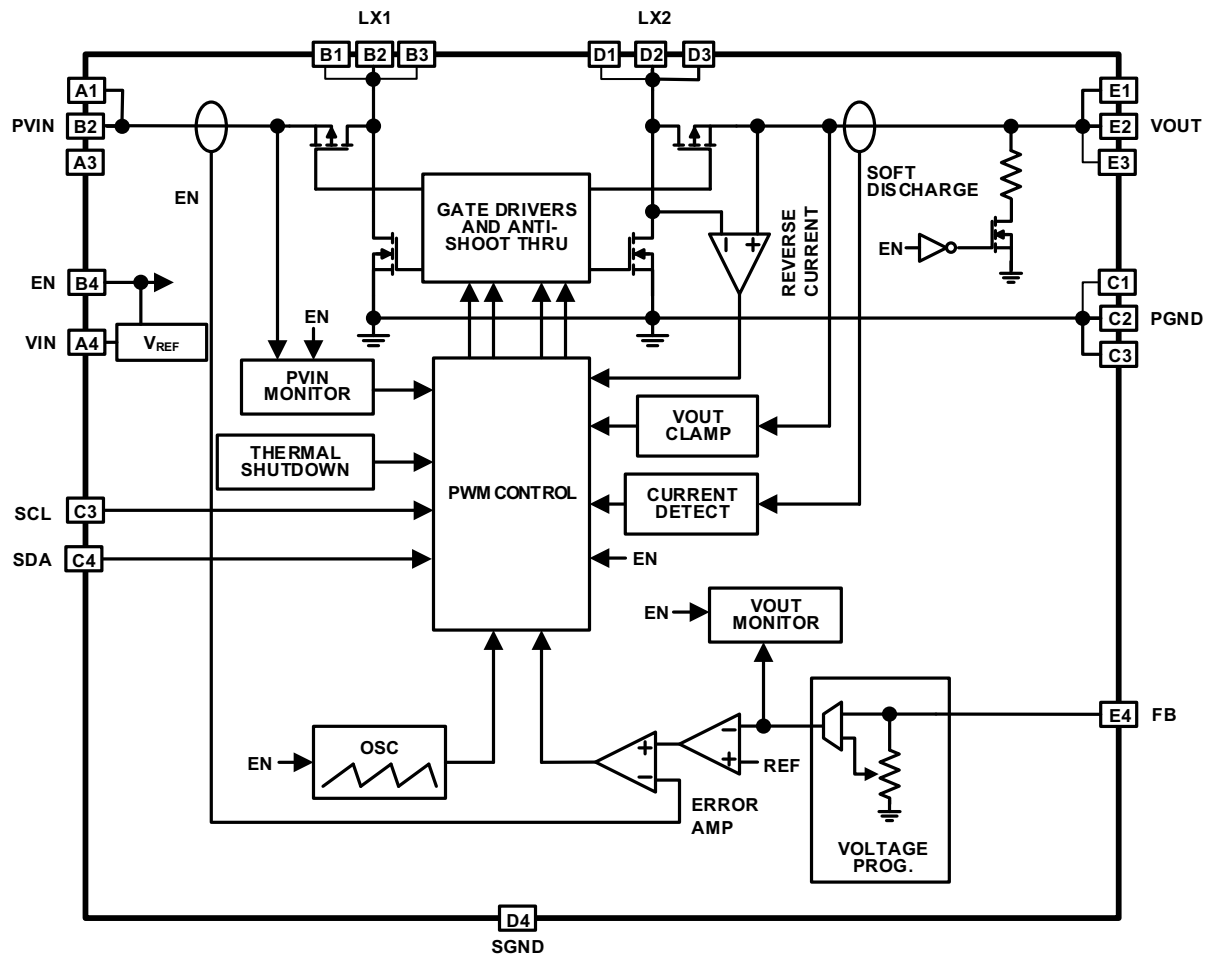 LX1
LX2
B1
B2
B3
D1
D2
D3
A1
PVIN
B2
A3
EN
E1
E2
VOUT
E3
SOFT
DISCHARGE
EN
GATE DRIVERS
AND ANTI-
SHOOT THRU
REVERSE
CURRENT
EN
B4
VIN
A4
VREF
C1
C2
PGND
C3
EN
PVIN
MONITOR
VOUT
CLAMP
THERMAL
SHUTDOWN
PWM CONTROL
CURRENT
DETECT
SCL
C3
SDA
C4
EN
EN
VOUT
MONITOR
E4
FB
EN
OSC
REF
ERROR
AMP
VOLTAGE
PROG.
D4
SGND